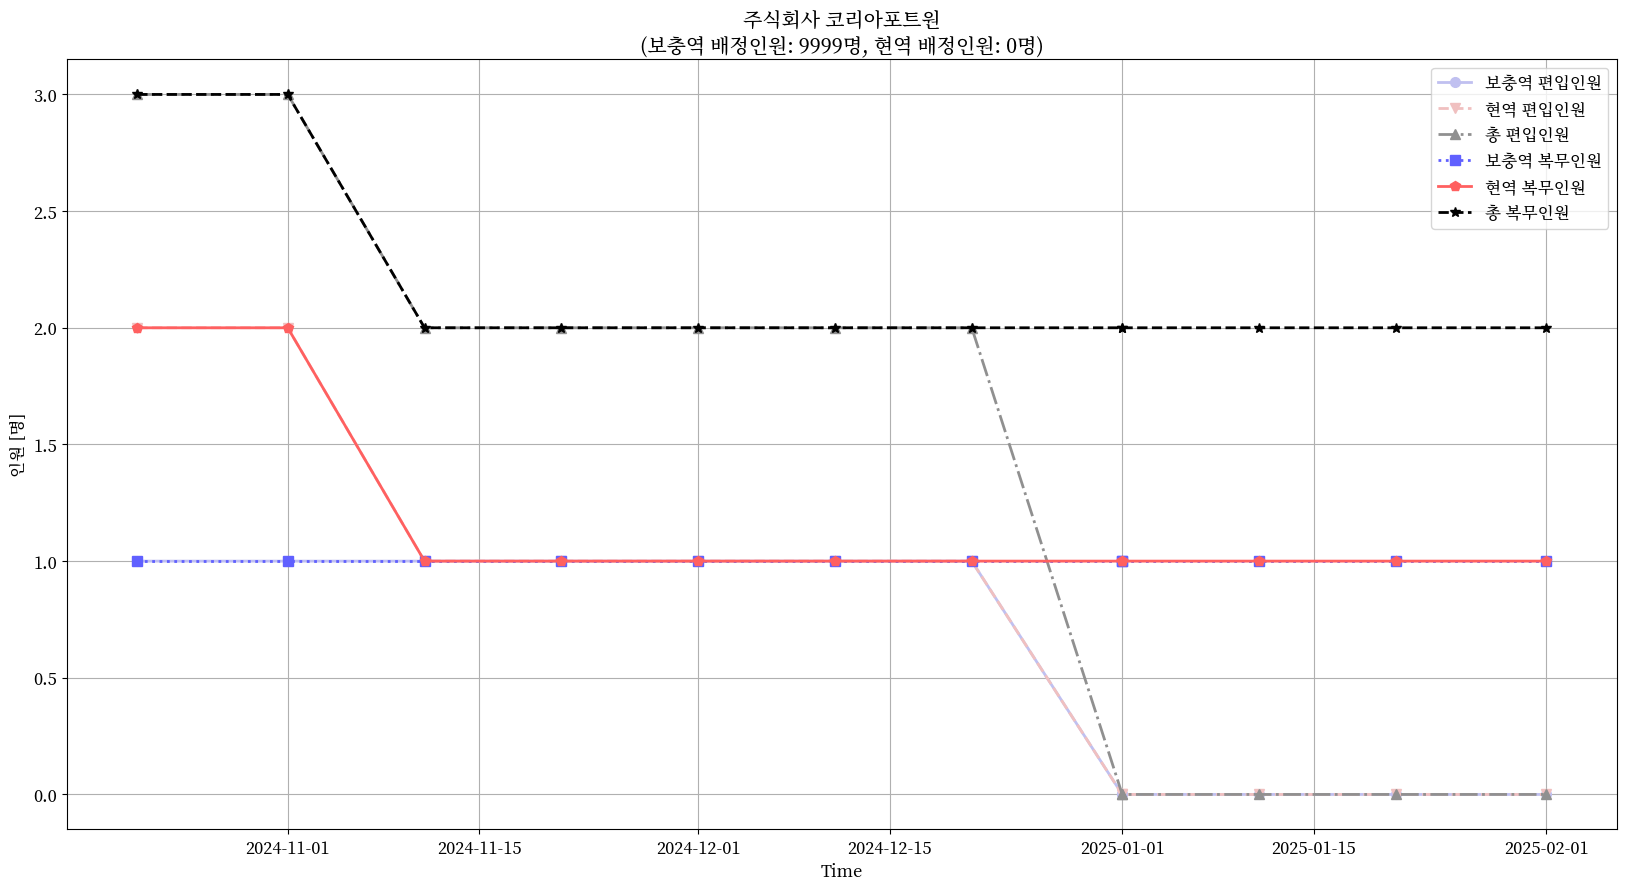 주식회사 코리아포트원
(보충역 배정인원: 9999명, 현역 배정인원: 0명)
보충역 편입인원
현역 편입인원
총 편입인원
보충역 복무인원
현역 복무인원
총 복무인원
3.0
2.5
2.0
1.5
1.0
0.5
0.0
인원 [명]
2024-11-01
2024-11-15
2024-12-01
2024-12-15
2025-01-01
2025-01-15
2025-02-01
Time